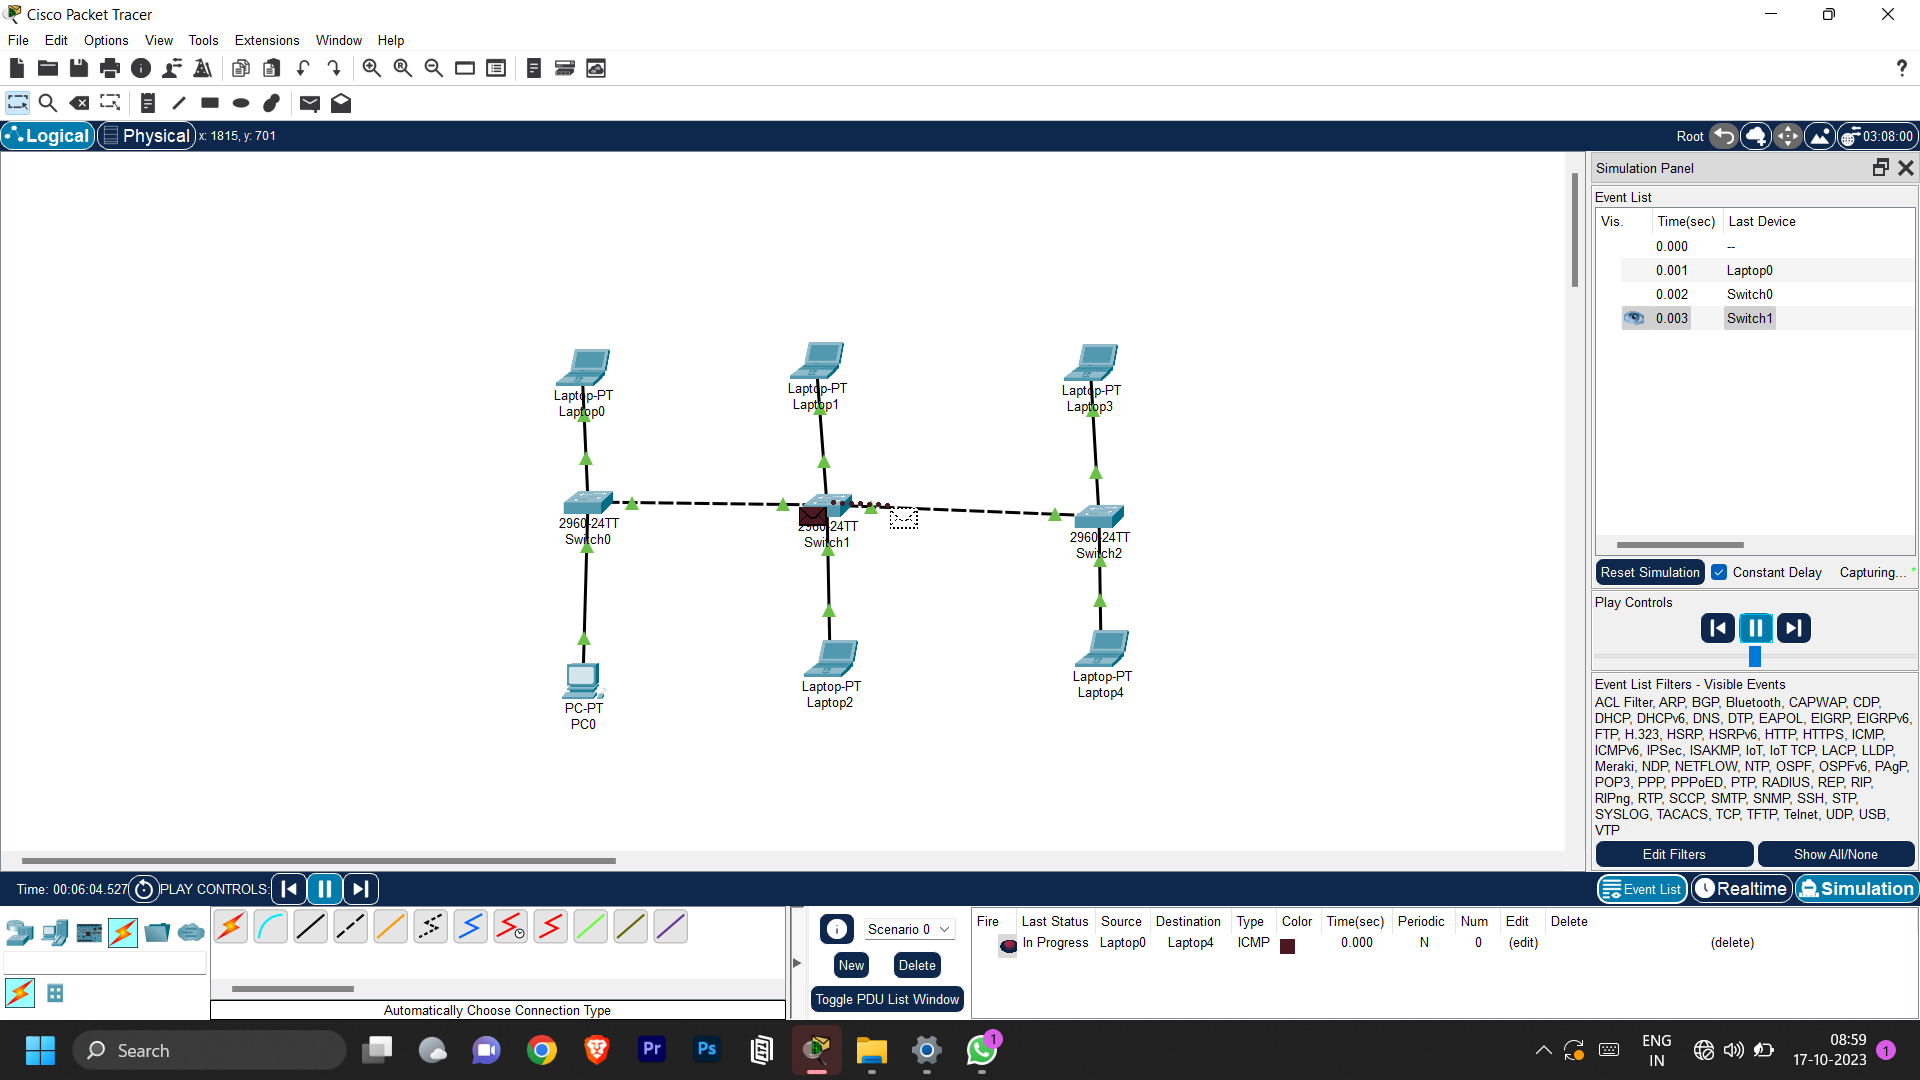 Cisco Packet Tracer
File Edit Options View Tools Extensions Window Help
?
Logical Physical x: 1815, y: 701 Root 03:08:00
Simulation Panel
Event List
Vis. Time(sec) Last Device
0.000 --
0.001 Laptop0
0.002 Switch0
0.003 Switch1
Laptop-PT
Laptop0
Laptop-PT
Laptop1
Laptop-PT
Laptop3
2960-24TT
Switch0
2960-24TT
Switch1
2960-24TT
Switch2
PC-PT
PC0
Laptop-PT
Laptop2
Laptop-PT
Laptop4
Reset Simulation Constant Delay Capturing...
Play Controls
Event List Filters - Visible Events
ACL Filter, ARP, BGP, Bluetooth, CAPWAP, CDP,
DHCP, DHCPv6, DNS, DTP, EAPOL, EIGRP, EIGRPv6,
FTP, H.323, HSRP, HSRPv6, HTTP, HTTPS, ICMP,
ICMPv6, IPSec, ISAKMP, IoT, IoT TCP, LACP, LLDP,
Meraki, NDP, NETFLOW, NTP, OSPF, OSPFv6, PAgP,
POP3, PPP, PPPoED, PTP, RADIUS, REP, RIP,
RIPng, RTP, SCCP, SMTP, SNMP, SSH, STP,
SYSLOG, TACACS, TCP, TFTP, Telnet, UDP, USB,
VTP
Edit Filters Show All/None
Time: 00:06:04.527 PLAY CONTROLS: Event List Realtime Simulation
Scenario 0
New Delete
Toggle PDU List Window
Fire Last Status Source Destination Type Color Time(sec) Periodic Num Edit Delete
In Progress Laptop0 Laptop4 ICMP 0.000 N 0 (edit) (delete)
Automatically Choose Connection Type
Search
Pr
Ps
1
ENG
IN
08:59
17-10-2023
1